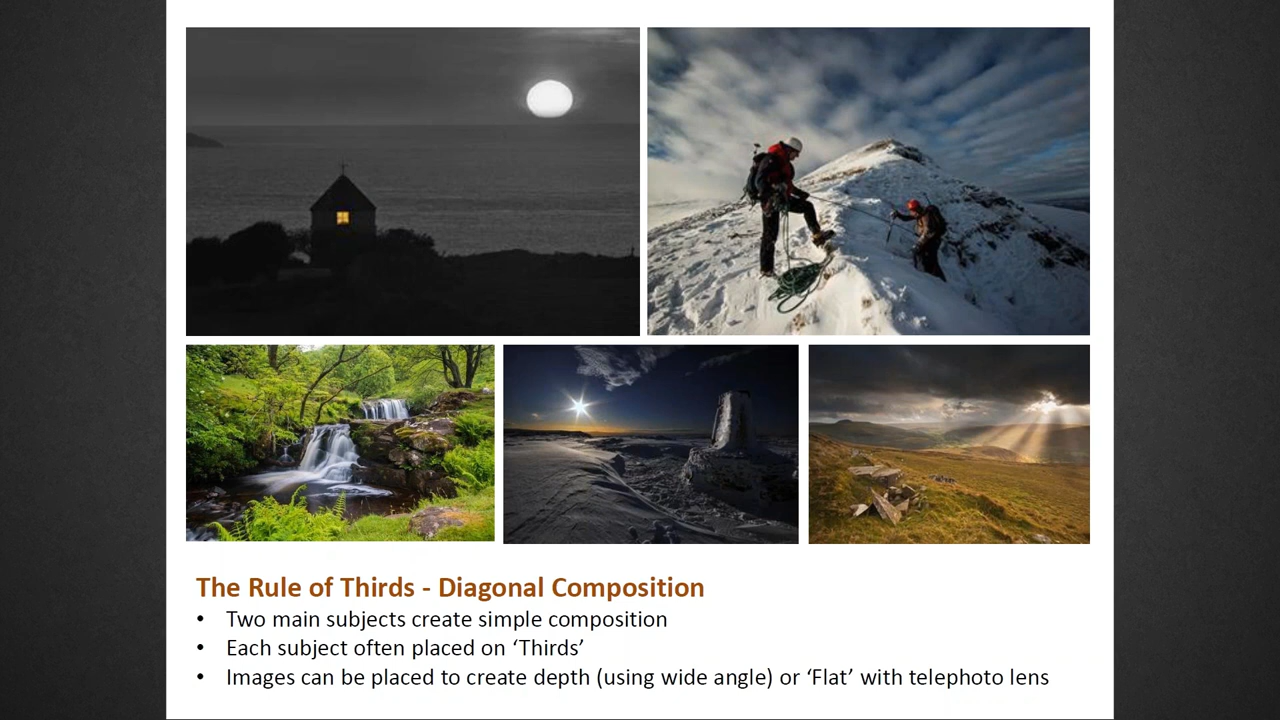 The Rule of Thirds - Diagonal Composition
• Two main subjects create simple composition
• Each subject often placed on ‘Thirds’
• Images can be placed to create depth (using wide angle) or ‘Flat’ with telephoto lens